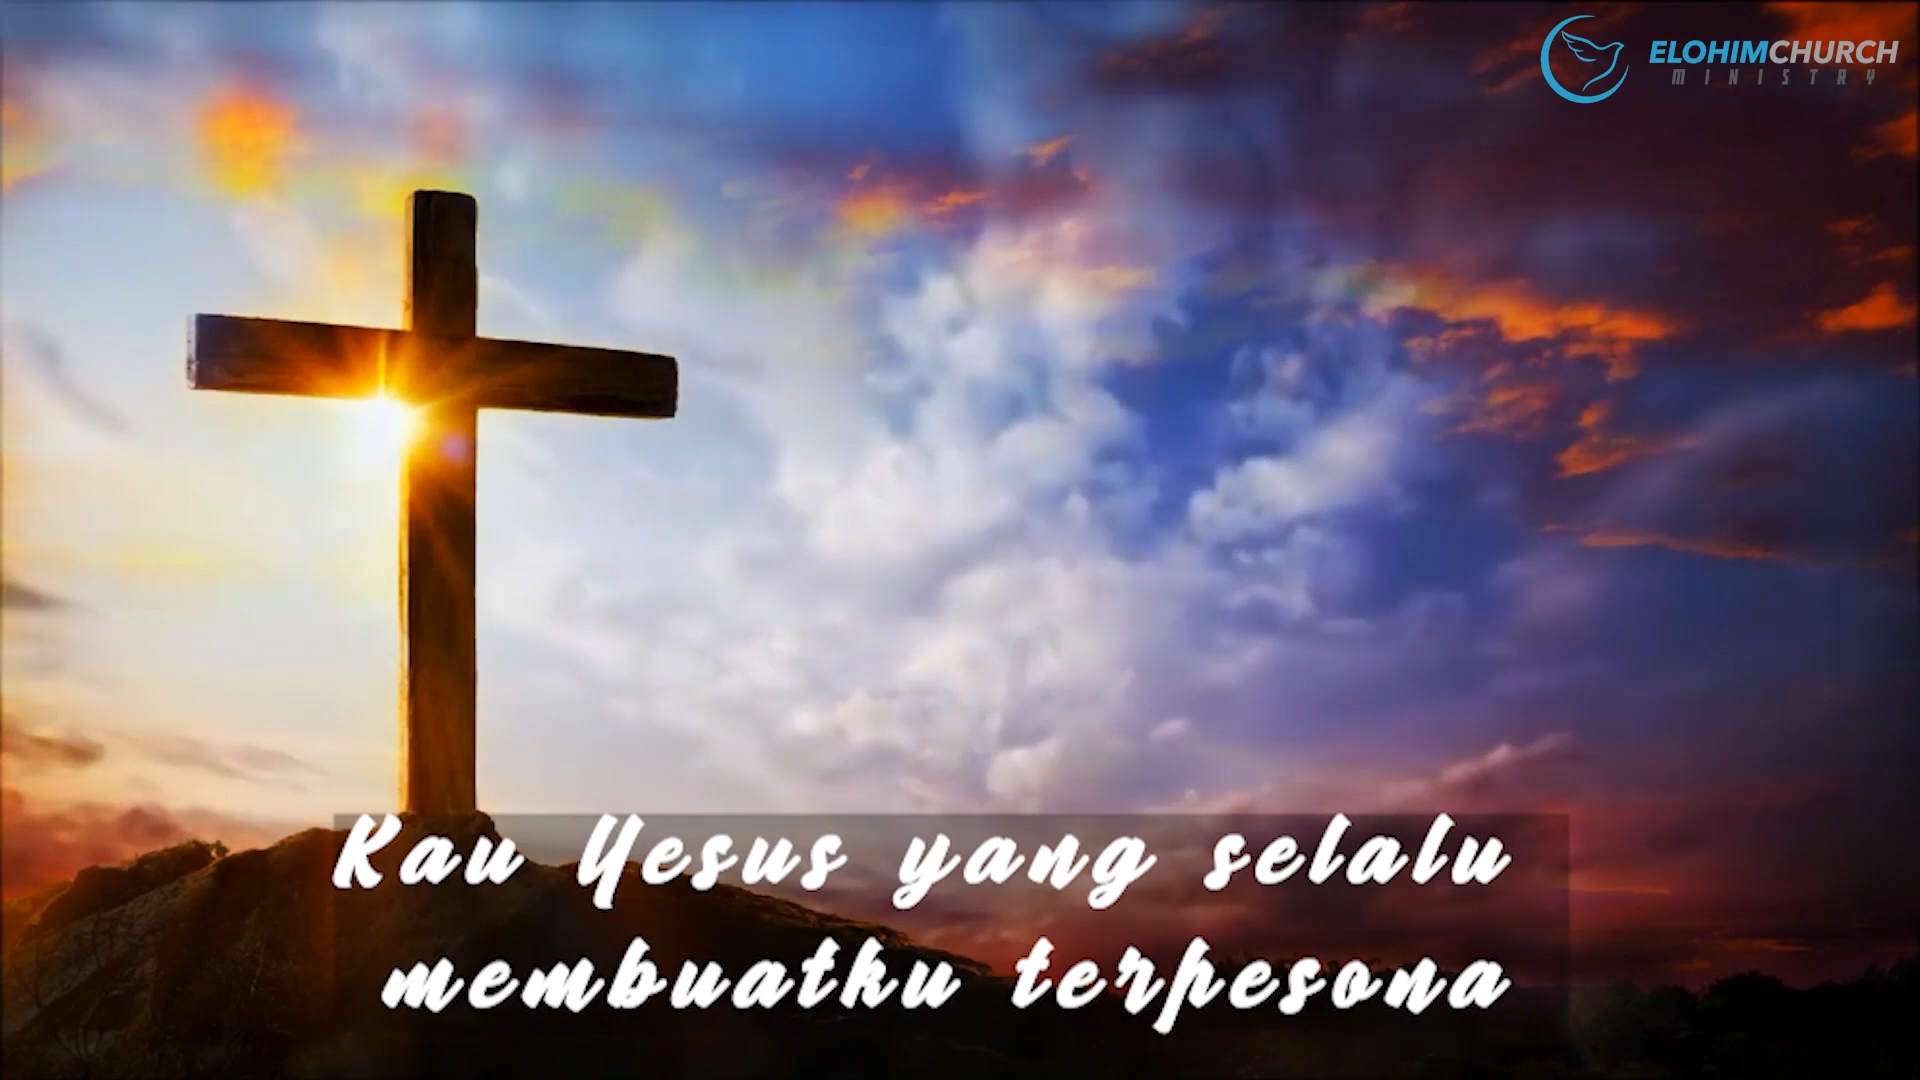 ELOHIMCHURCH
MINISTRY
Kau Yesus yang selalu
membuatku terpesona